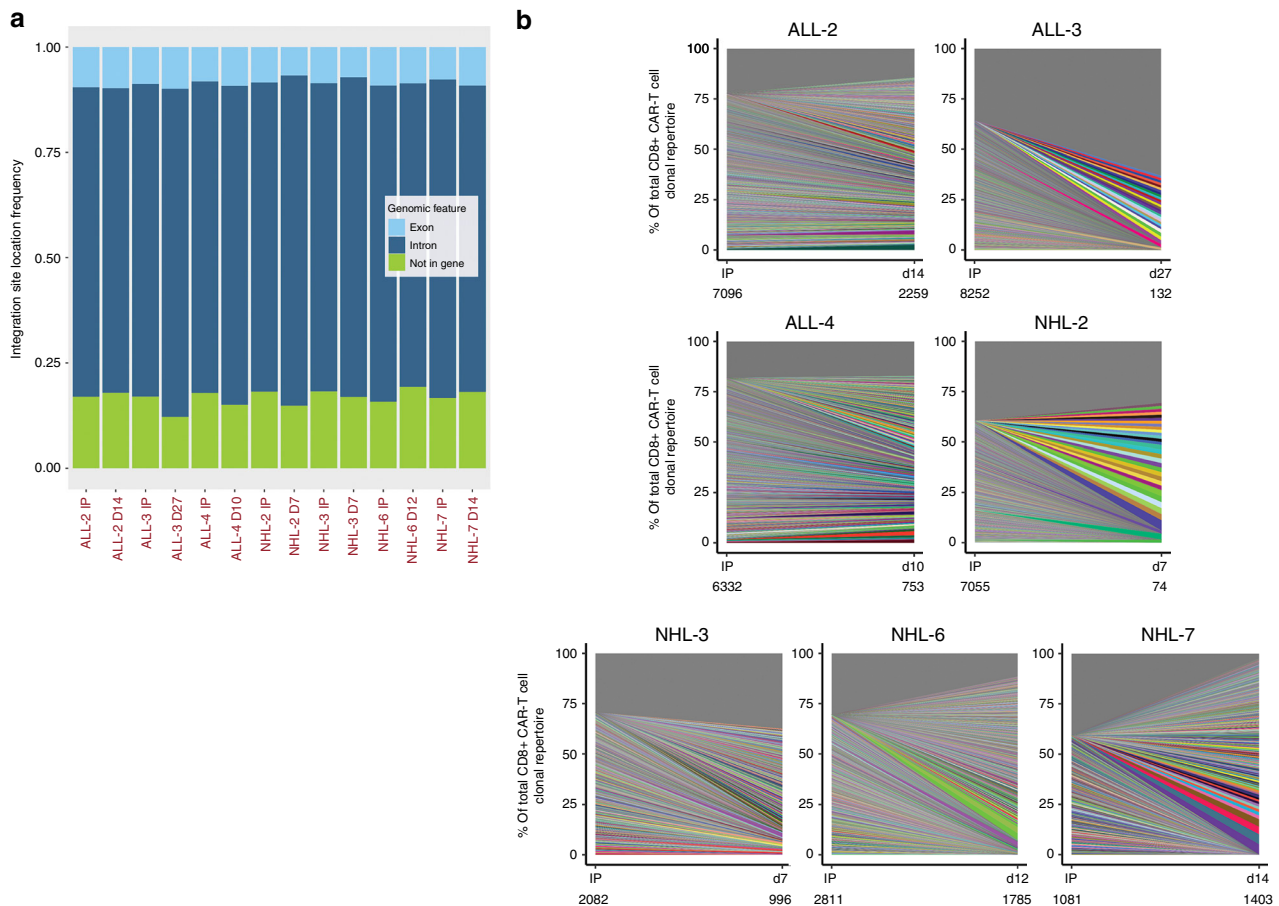 a
1.00
0.75
0.50
0.25
0.00
Integration site location frequency
Genomic feature
Exon
Intron
Not in gene
ALL-2 IP
ALL-2 D14
ALL-3 IP
ALL-3 D27
ALL-4 IP
ALL-4 D10
NHL-2 IP
NHL-2 D7
NHL-3 IP
NHL-3 D7
NHL-6 IP
NHL-6 D12
NHL-7 IP
NHL-7 D14
b
ALL-2
% Of total CD8+ CAR-T cell
clonal repertoire
100
75
50
25
0
IP
d14
7096
2259
ALL-3
100
75
50
25
0
IP
d27
8252
132
ALL-4
% Of total CD8+ CAR-T cell
clonal repertoire
100
75
50
25
0
IP
d10
6332
753
NHL-2
100
75
50
25
0
IP
d7
7055
74
NHL-3
% Of total CD8+ CAR-T cell
clonal repertoire
100
75
50
25
0
IP
d7
2082
996
NHL-6
100
75
50
25
0
IP
d12
2811
1785
NHL-7
100
75
50
25
0
IP
d14
1081
1403